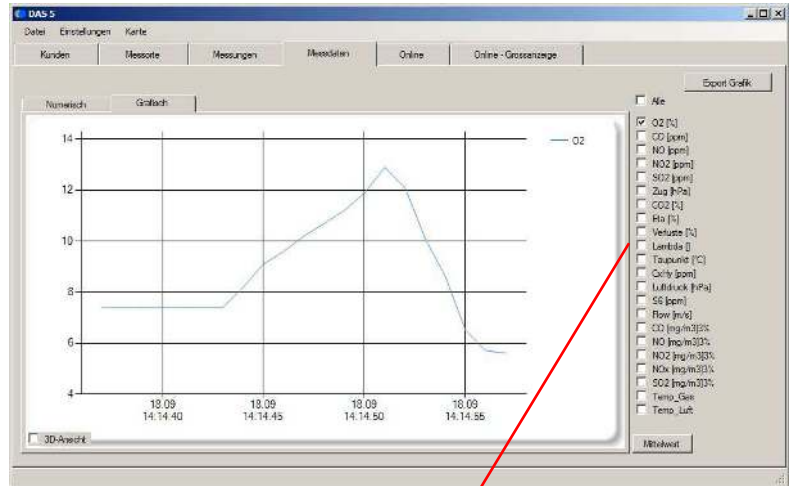 DAS 5
Datei Einstellungen Karte
Kunden Messorte Messungen Messdaten Online Online - Grossanzeige
Export Grafik
Numerisch Grafisch
Alle
O2 [%]
CO [ppm]
NO [ppm]
NO2 [ppm]
SO2 [ppm]
Zug [hPa]
CO2 [%]
Eta [%]
Verluste [%]
Lambda []
Taupunkt [°C]
CxHy [ppm]
Luftdruck [hPa]
S6 [ppm]
Flow [m/s]
CO [mg/m3]3%
NO [mg/m3]3%
NO2 [mg/m3]3%
NOx [mg/m3]3%
SO2 [mg/m3]3%
Temp_Gas
Temp_Luft
O2
14
12
10
8
6
4
18.09 18.09 18.09 18.09
14:14:40 14:14:45 14:14:50 14:14:55
3D-Ansicht
Mittelwert